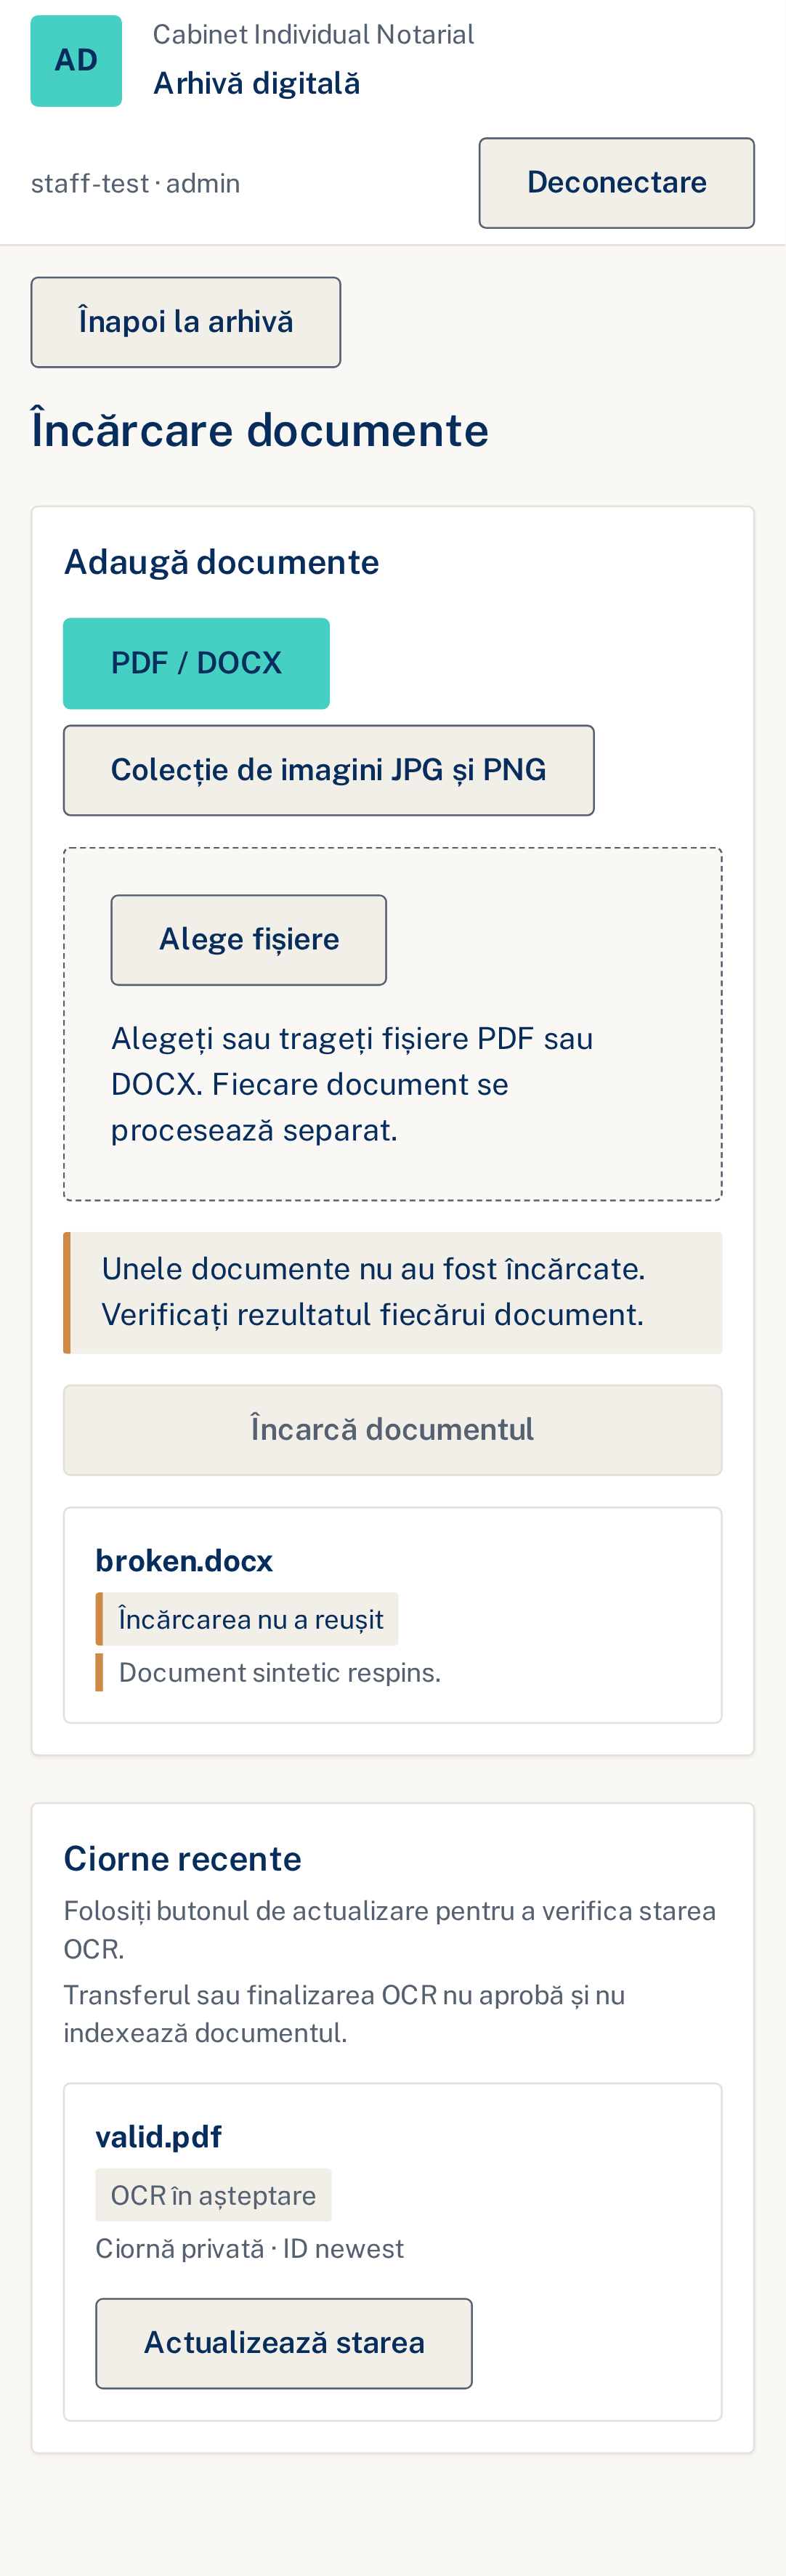 AD
Cabinet Individual Notarial
Arhivă digitală
staff-test · admin
Deconectare
Înapoi la arhivă
Încărcare documente
Adaugă documente
PDF / DOCX
Colecție de imagini JPG și PNG
Alege fișiere
Alegeți sau trageți fișiere PDF sau
DOCX. Fiecare document se
procesează separat.
Unele documente nu au fost încărcate.
Verificați rezultatul fiecărui document.
Încarcă documentul
broken.docx
Încărcarea nu a reușit
Document sintetic respins.
Ciorne recente
Folosiți butonul de actualizare pentru a verifica starea
OCR.
Transferul sau finalizarea OCR nu aprobă și nu
indexează documentul.
valid.pdf
OCR în așteptare
Ciornă privată · ID newest
Actualizează starea